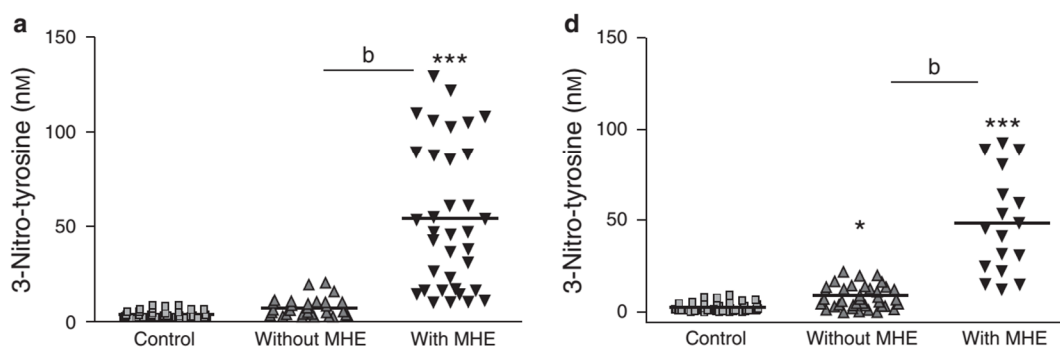 a
150
100
50
0
3-Nitro-tyrosine (nM)
b
***
Control
Without MHE
With MHE
d
150
100
50
0
3-Nitro-tyrosine (nM)
b
***
*
Control
Without MHE
With MHE